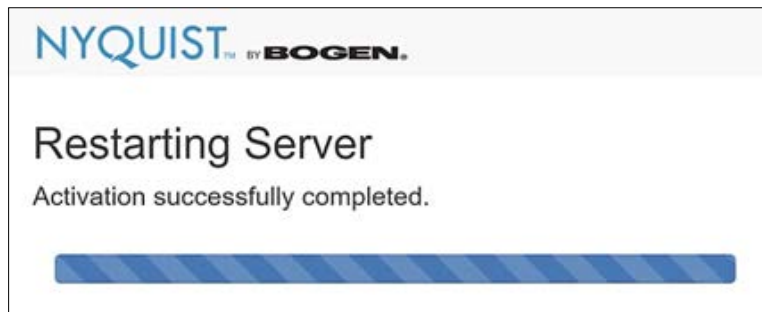 NYQUIST™ BY BOGEN®
Restarting Server
Activation successfully completed.